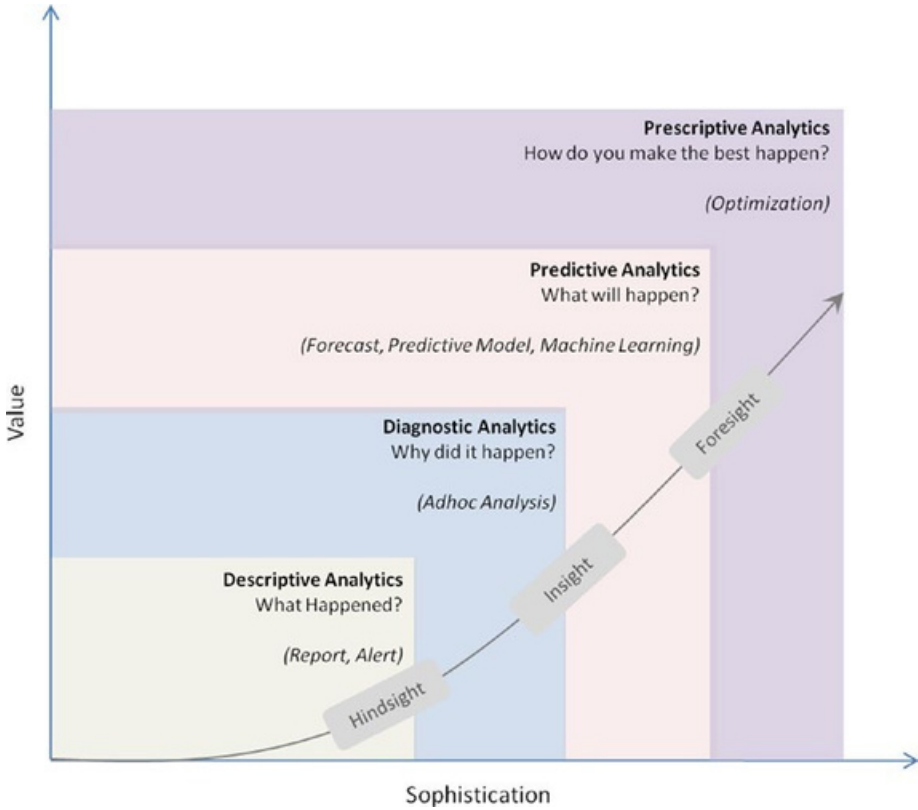 Prescriptive Analytics
How do you make the best happen?
(Optimization)
Predictive Analytics
What will happen?
(Forecast, Predictive Model, Machine Learning)
Value
Diagnostic Analytics
Why did it happen?
(Adhoc Analysis)
Foresight
Insight
Descriptive Analytics
What Happened?
(Report, Alert)
Hindsight
Sophistication